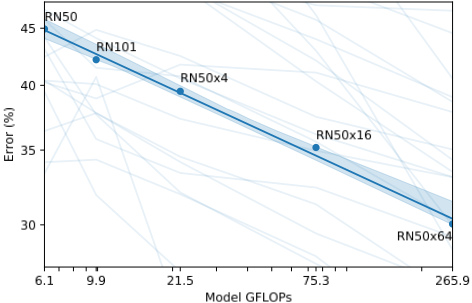 45
40
35
30
Error (%)
RN50
RN101
RN50x4
RN50x16
RN50x64
6.1 9.9 21.5 75.3 265.9
Model GFLOPs